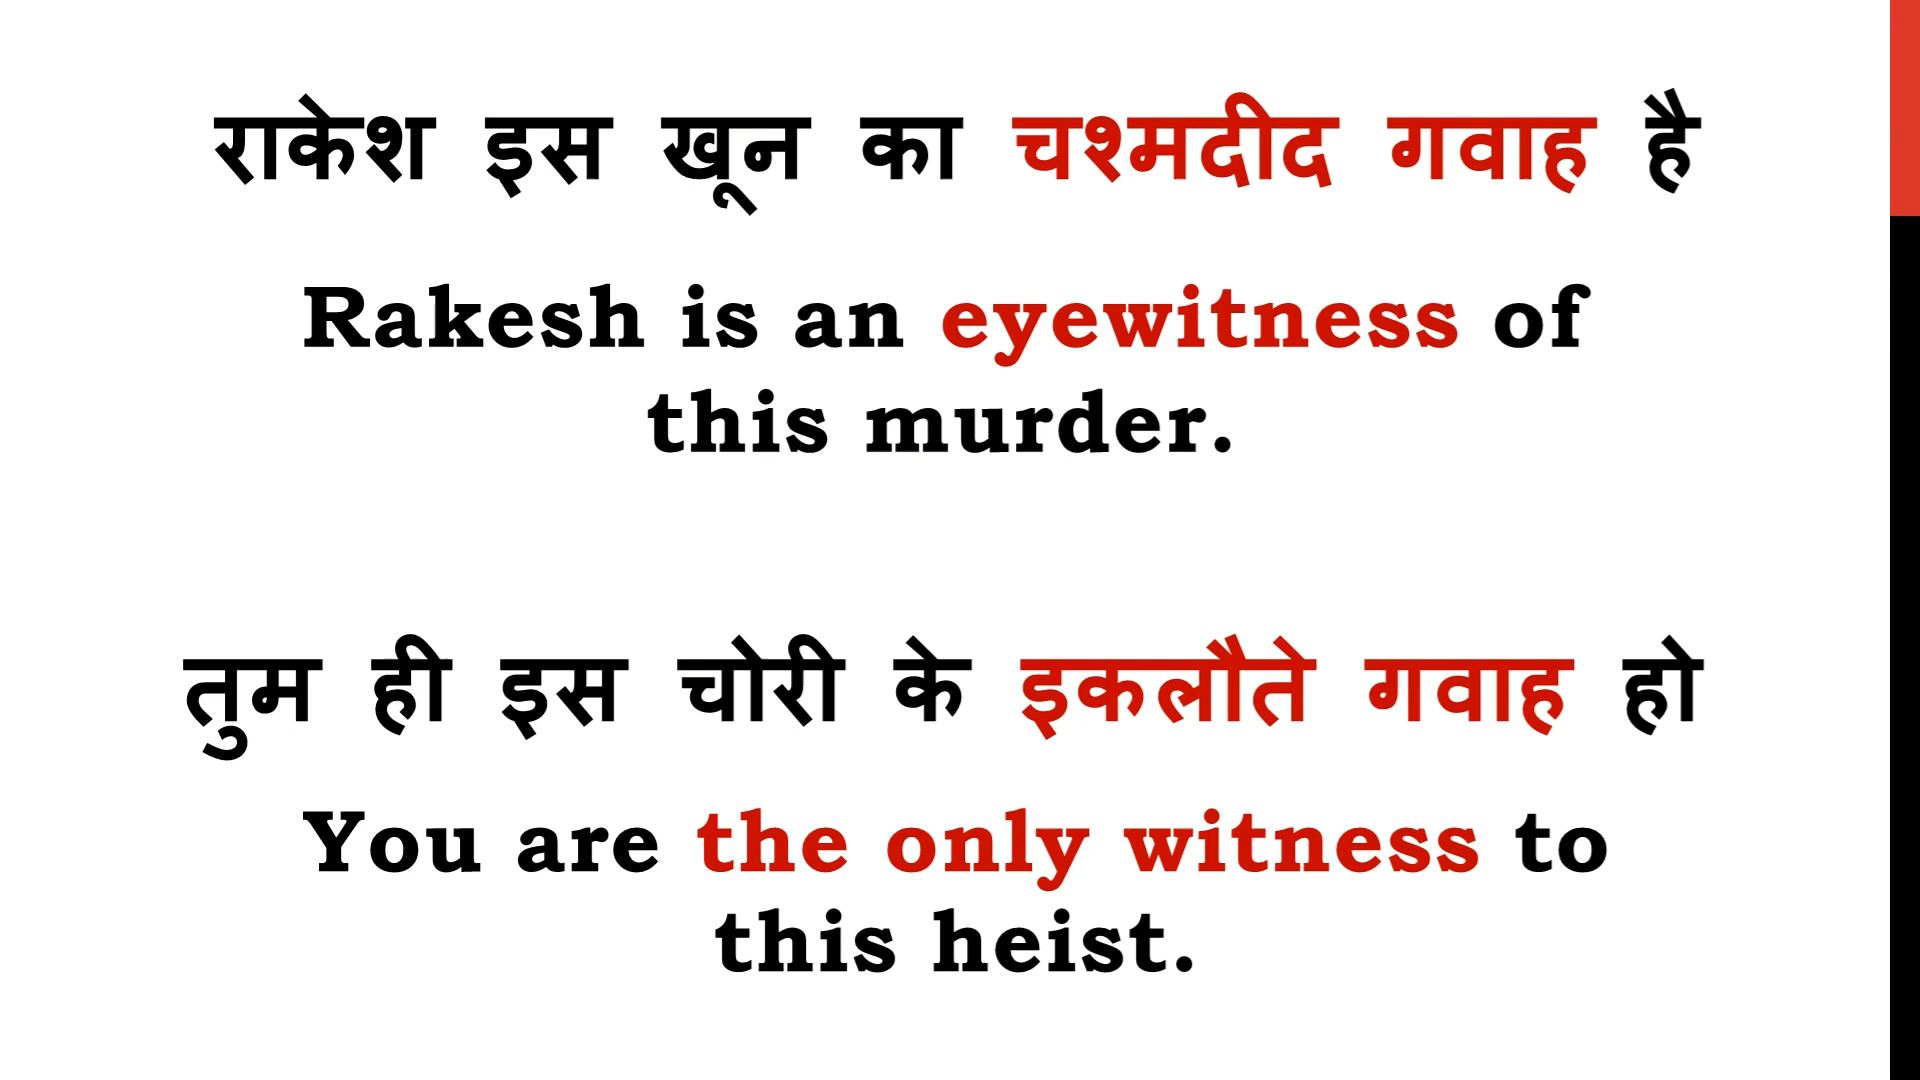 राकेश इस खून का चश्मदीद गवाह है
Rakesh is an eyewitness of
this murder.
तुम ही इस चोरी के इकलौते गवाह हो
You are the only witness to
this heist.